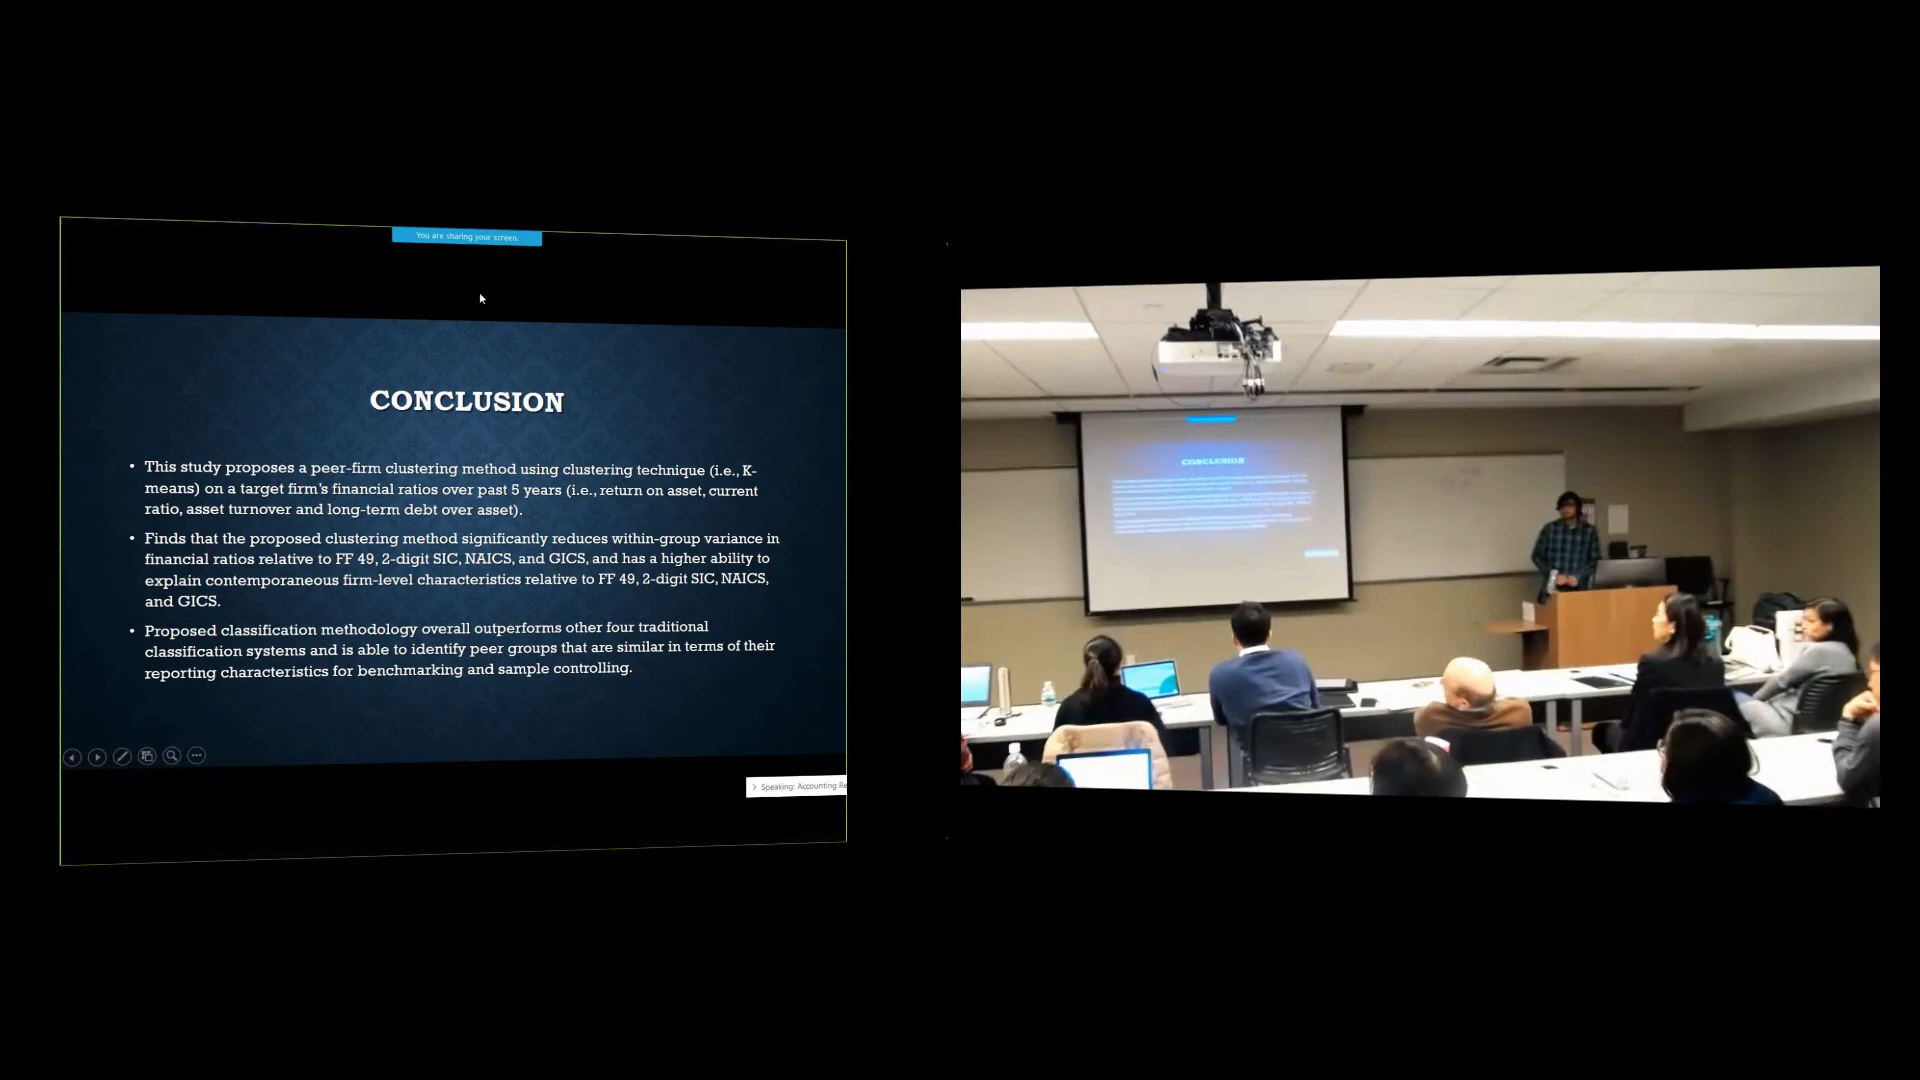 You are sharing your screen.
CONCLUSION
• This study proposes a peer-firm clustering method using clustering technique (i.e., K-
means) on a target firm's financial ratios over past 5 years (i.e., return on asset, current
ratio, asset turnover and long-term debt over asset).
• Finds that the proposed clustering method significantly reduces within-group variance in
financial ratios relative to FF 49, 2-digit SIC, NAICS, and GICS, and has a higher ability to
explain contemporaneous firm-level characteristics relative to FF 49, 2-digit SIC, NAICS,
and GICS.
• Proposed classification methodology overall outperforms other four traditional
classification systems and is able to identify peer groups that are similar in terms of their
reporting characteristics for benchmarking and sample controlling.
Speaking: Accounting Re
CONCLUSION